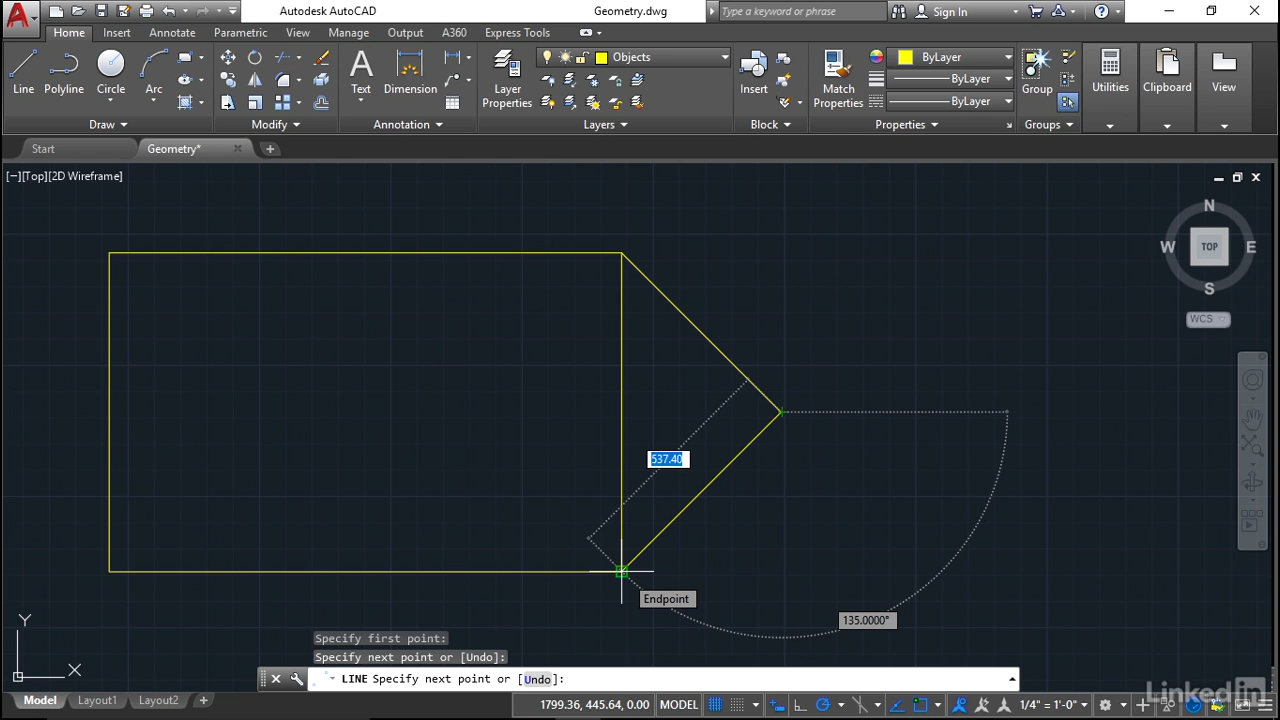 Autodesk AutoCAD
Geometry.dwg
Type a keyword or phrase
Sign In
Home
Insert
Annotate
Parametric
View
Manage
Output
A360
Express Tools
Line
Polyline
Circle
Arc
Draw
Modify
Text
Dimension
Annotation
Layer
Properties
Objects
Layers
Insert
Block
Match
Properties
ByLayer
ByLayer
ByLayer
Properties
Group
Groups
Utilities
Clipboard
View
Start
Geometry*
[−][Top][2D Wireframe]
N
W
TOP
E
S
WCS
537.40
Endpoint
135.0000°
Y
X
Specify first point:
Specify next point or [Undo]:
LINE Specify next point or [Undo]:
Model
Layout1
Layout2
1799.36, 445.64, 0.00
MODEL
1/4" = 1'-0"
LinkedIn